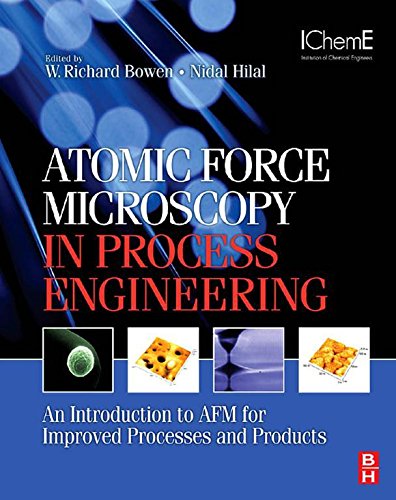 IChemE
Institution of Chemical Engineers
Edited by
W. Richard Bowen • Nidal Hilal
ATOMIC FORCE
MICROSCOPY
IN PROCESS
ENGINEERING
An Introduction to AFM for
Improved Processes and Products
B
H